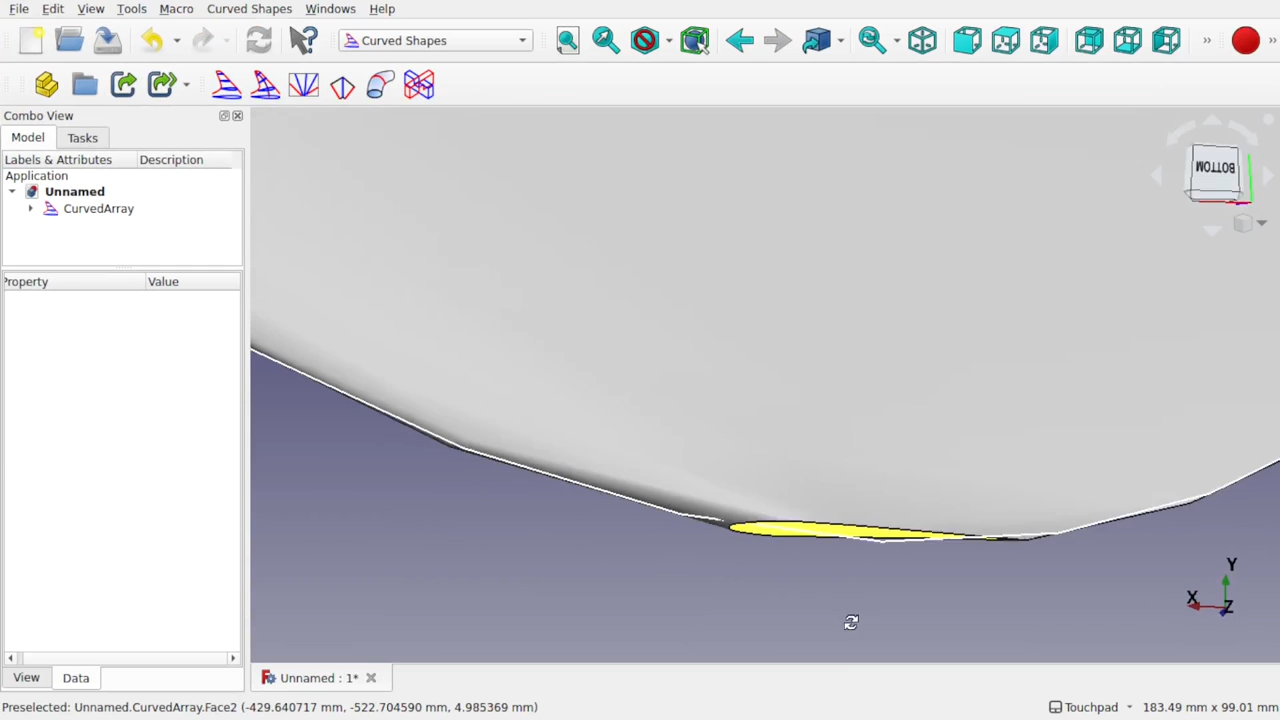 File Edit View Tools Macro Curved Shapes Windows Help
Curved Shapes
Combo View
Model Tasks
Labels & Attributes Description
Application
Unnamed
CurvedArray
Property Value
BOTTOM
Y
X
Z
View Data
Unnamed : 1*
Preselected: Unnamed.CurvedArray.Face2 (-429.640717 mm, -522.704590 mm, 4.985369 mm)
Touchpad 183.49 mm x 99.01 mm